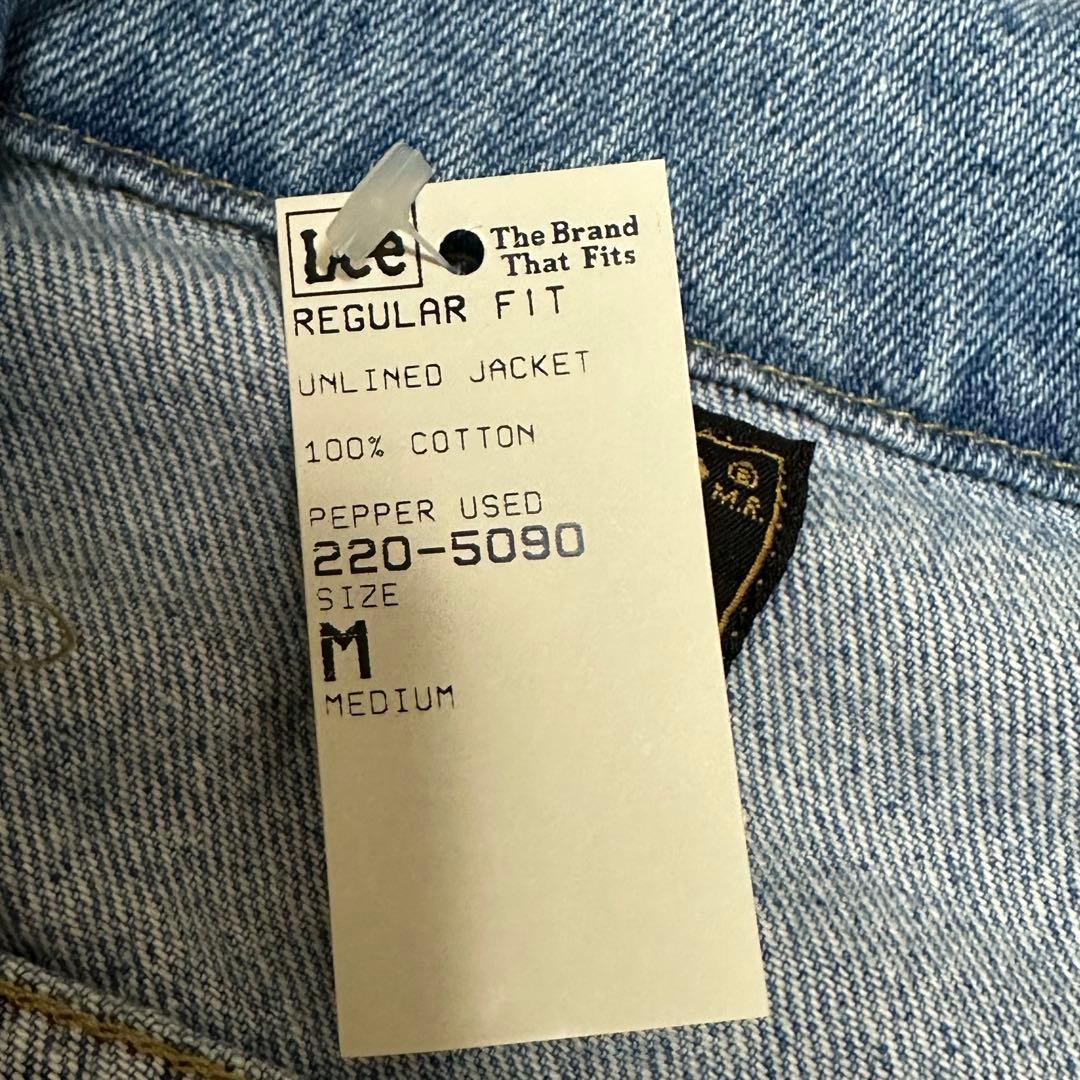 Lee
The Brand
That Fits
REGULAR FIT
UNLINED JACKET
100% COTTON
PEPPER USED
220-5090
SIZE
M
MEDIUM
®
M.R.